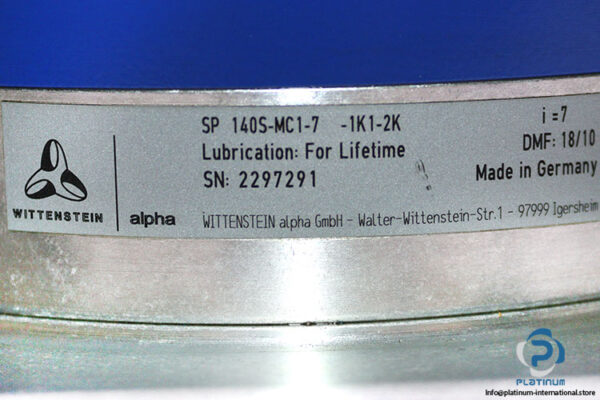 SP 140S-MC1-7 -1K1-2K
i =7
Lubrication: For Lifetime
DMF: 18/10
SN: 2297291
Made in Germany
WITTENSTEIN
alpha
WITTENSTEIN alpha GmbH - Walter-Wittenstein-Str.1 - 97999 Igersheim
PLATINUM
Info@platinum-international.store